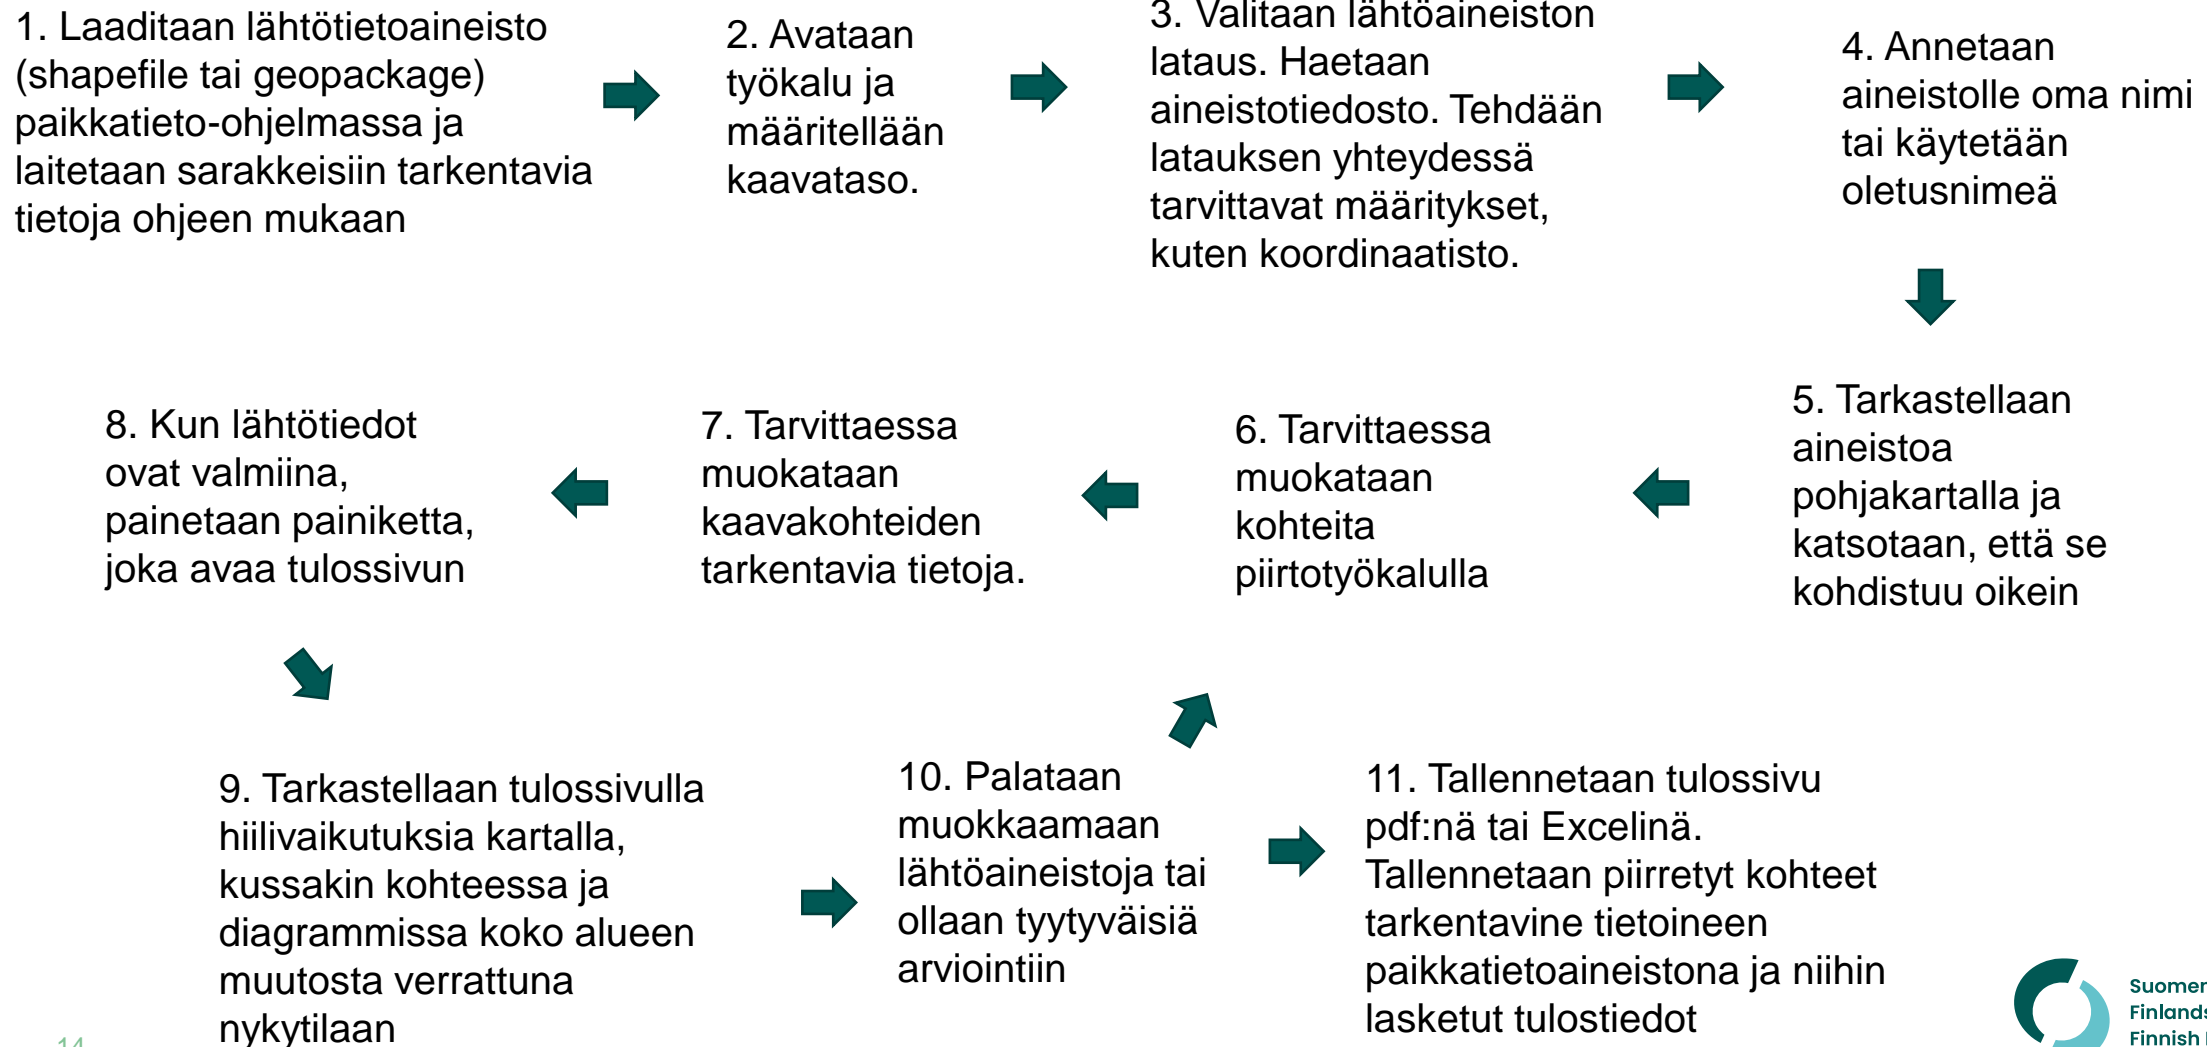 1. Laaditaan lähtötietoaineisto
(shapefile tai geopackage)
paikkatieto-ohjelmassa ja
laitetaan sarakkeisiin tarkentavia
tietoja ohjeen mukaan
2. Avataan
työkalu ja
määritellään
kaavataso.
3. Valitaan lähtöaineiston
lataus. Haetaan
aineistotiedosto. Tehdään
latauksen yhteydessä
tarvittavat määritykset,
kuten koordinaatisto.
4. Annetaan
aineistolle oma nimi
tai käytetään
oletusnimeä
5. Tarkastellaan
aineistoa
pohjakartalla ja
katsotaan, että se
kohdistuu oikein
6. Tarvittaessa
muokataan
kohteita
piirtotyökalulla
7. Tarvittaessa
muokataan
kaavakohteiden
tarkentavia tietoja.
8. Kun lähtötiedot
ovat valmiina,
painetaan painiketta,
joka avaa tulossivun
9. Tarkastellaan tulossivulla
hiilivaikutuksia kartalla,
kussakin kohteessa ja
diagrammissa koko alueen
muutosta verrattuna
nykytilaan
10. Palataan
muokkaamaan
lähtöaineistoja tai
ollaan tyytyväisiä
arviointiin
11. Tallennetaan tulossivu
pdf:nä tai Excelinä.
Tallennetaan piirretyt kohteet
tarkentavine tietoineen
paikkatietoaineistona ja niihin
lasketut tulostiedot
14
Finnish